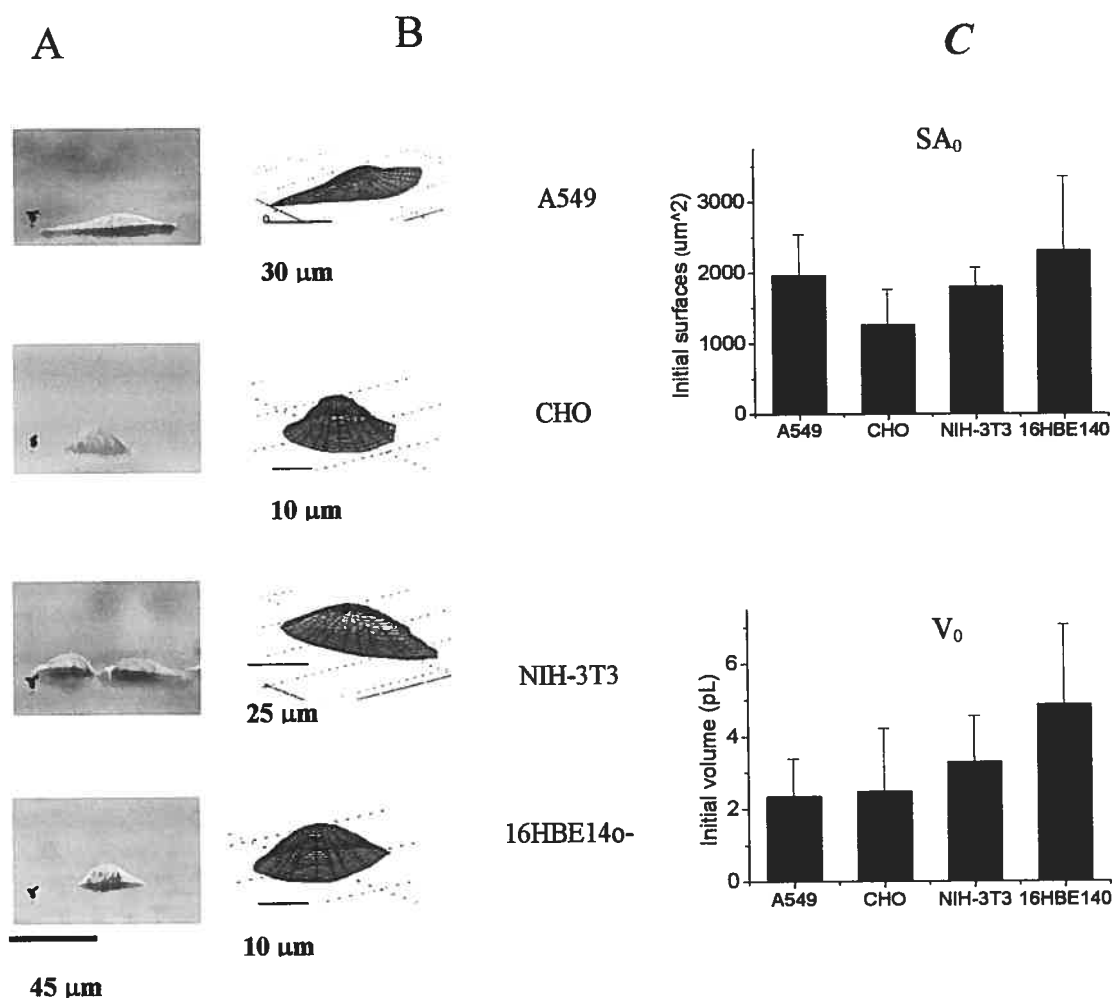 A
B
C
A549
30 μm
CHO
10 μm
NIH-3T3
25 μm
16HBE14o-
10 μm
45 μm
SA₀
Initial surfaces (um^2)
3000
2000
1000
0
A549
CHO
NIH-3T3
16HBE140
V₀
Initial volume (pL)
6
4
2
0
A549
CHO
NIH-3T3
16HBE140